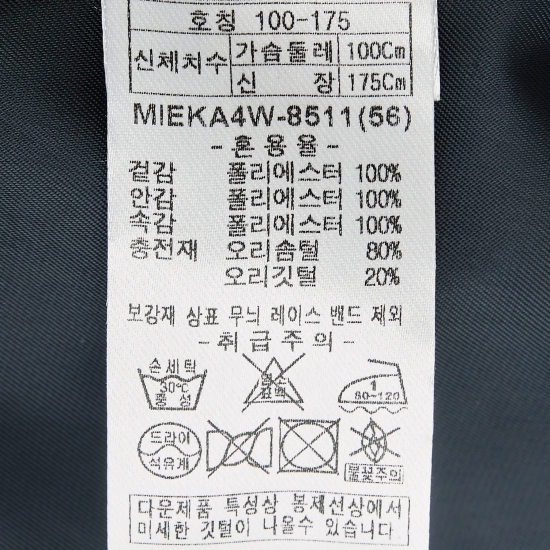 호칭 100-175
신체치수 가슴둘레 100Cm
신 장 175Cm
MIEKA4W-8511(56)
- 혼용율 -
겉감 폴리에스터 100%
안감 폴리에스터 100%
속감 폴리에스터 100%
충전재 오리솜털 80%
오리깃털 20%
보강재 상표 무늬 레이스 밴드 제외
- 취급주의 -
손세탁
30℃
중성
염소
표백
1
80-120
드라이
석유계
불꽃주의
다운제품 특성상 봉제선상에서
미세한 깃털이 나올수 있습니다